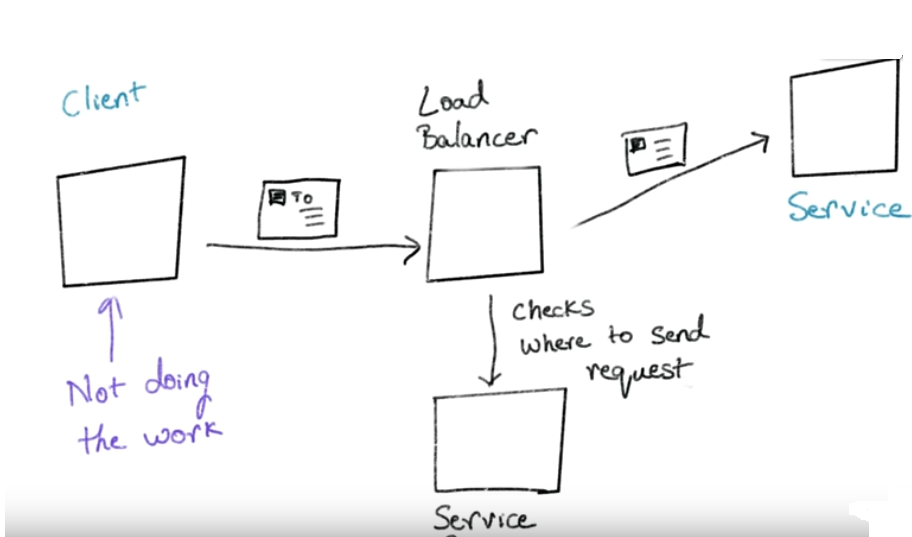 Client
Load
Balancer
TO
Service
Checks
where to send
request
Not doing
the work
Service